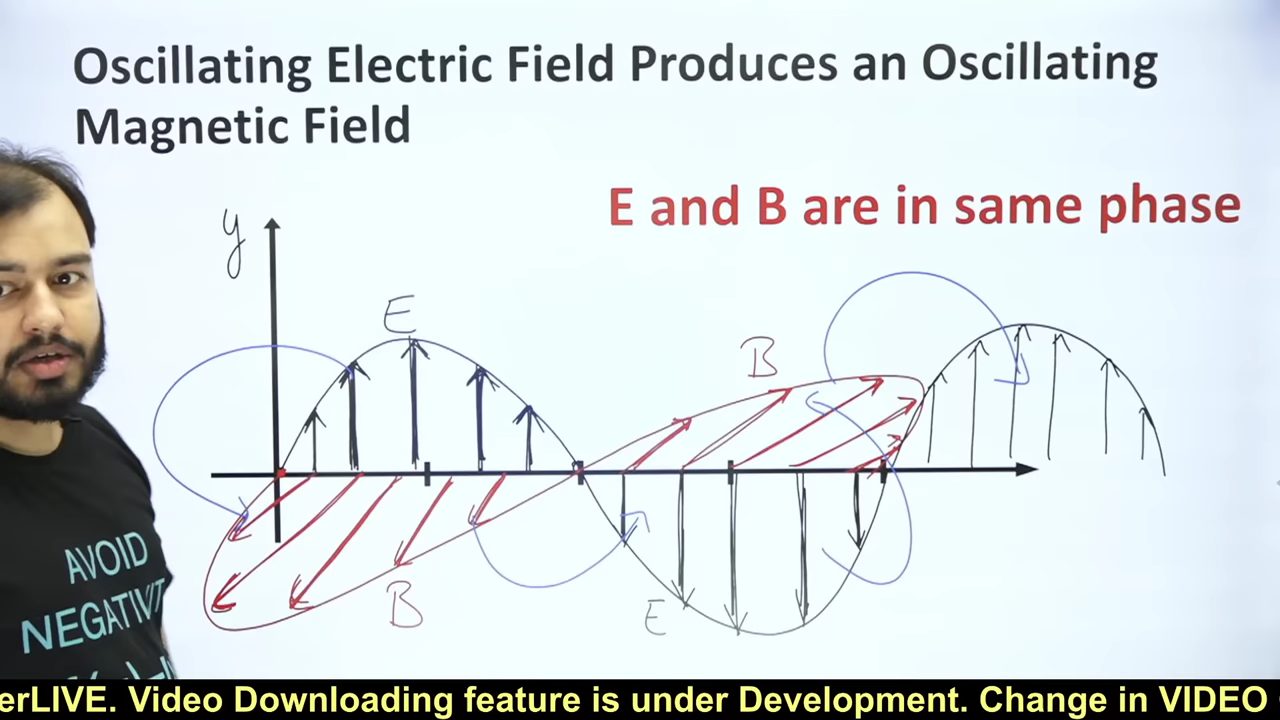 Oscillating Electric Field Produces an Oscillating
Magnetic Field
E and B are in same phase
y
E
B
B
E
AVOID
NEGATIVIT
erLIVE. Video Downloading feature is under Development. Change in VIDEO